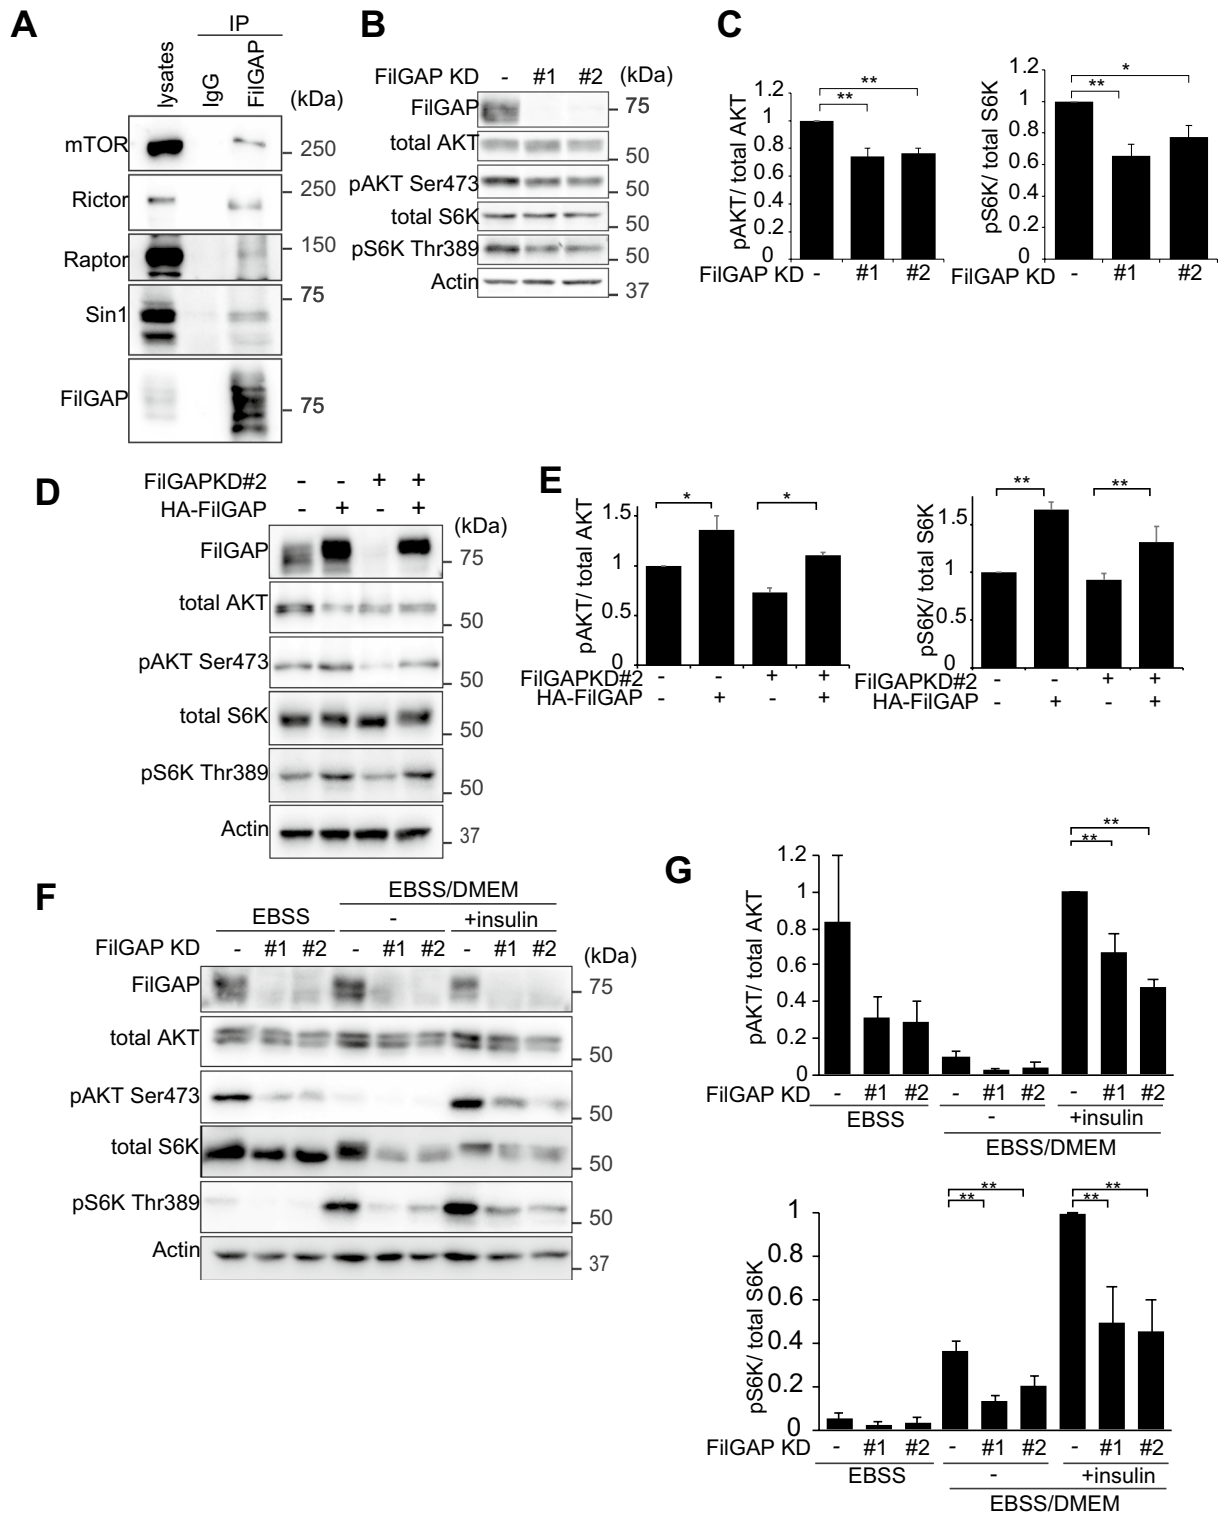 A
IP
lysates
IgG
FilGAP
(kDa)
mTOR
250
Rictor
250
Raptor
150
Sin1
75
FilGAP
75
B
FilGAP KD - #1 #2 (kDa)
FilGAP
75
total AKT
50
pAKT Ser473
50
total S6K
50
pS6K Thr389
50
Actin
37
C
pAKT/ total AKT
1.2
1
0.8
0.6
0.4
0.2
0
**
**
FilGAP KD - #1 #2
pS6K/ total S6K
1.2
1
0.8
0.6
0.4
0.2
0
*
**
FilGAP KD - #1 #2
D
FilGAPKD#2 - - + +
HA-FilGAP - + - +
(kDa)
FilGAP
75
total AKT
50
pAKT Ser473
50
total S6K
50
pS6K Thr389
50
Actin
37
E
pAKT/ total AKT
1.5
1
0.5
0
*
*
FilGAPKD#2 - - + +
HA-FilGAP - + - +
pS6K/ total S6K
1.5
1
0.5
0
**
**
FilGAPKD#2 - - + +
HA-FilGAP - + - +
F
EBSS/DMEM
EBSS - +insulin
FilGAP KD - #1 #2 - #1 #2 - #1 #2 (kDa)
FilGAP
75
total AKT
50
pAKT Ser473
50
total S6K
50
pS6K Thr389
50
Actin
37
G
pAKT/ total AKT
1.2
1
0.8
0.6
0.4
0.2
0
**
**
FilGAP KD - #1 #2 - #1 #2 - #1 #2
EBSS - +insulin
EBSS/DMEM
pS6K/ total S6K
1
0.8
0.6
0.4
0.2
0
**
**
**
**
FilGAP KD - #1 #2 - #1 #2 - #1 #2
EBSS - +insulin
EBSS/DMEM